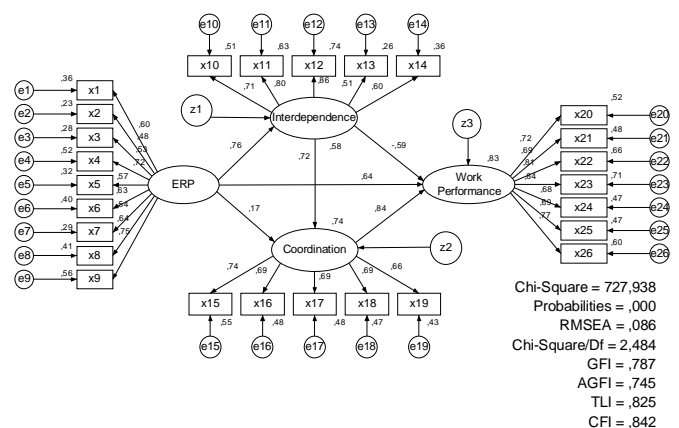 e10 e11 e12 e13 e14
,51 ,63 ,74 ,26 ,36
x10 x11 x12 x13 x14
,71 ,80 ,86 ,51 ,60
e1 ,36 x1
e2 ,23 x2
e3 ,28 x3
e4 ,52 x4
e5 ,32 x5
e6 ,40 x6
e7 ,29 x7
e8 ,41 x8
e9 ,56 x9
,60
,48
,53
,72
,57
,63
,54
,64
,75
ERP
z1
Interdependence
,58
,76
,72
-,59
,64
,17
,84
z3
,83
Work
Performance
,74
Coordination
z2
,72
,69
,81
,84
,68
,69
,77
x20 ,52 e20
x21 ,48 e21
x22 ,66 e22
x23 ,71 e23
x24 ,47 e24
x25 ,47 e25
x26 ,60 e26
,74 ,69 ,69 ,69 ,66
x15 x16 x17 x18 x19
,55 ,48 ,48 ,47 ,43
e15 e16 e17 e18 e19
Chi-Square = 727,938
Probabilities = ,000
RMSEA = ,086
Chi-Square/Df = 2,484
GFI = ,787
AGFI = ,745
TLI = ,825
CFI = ,842